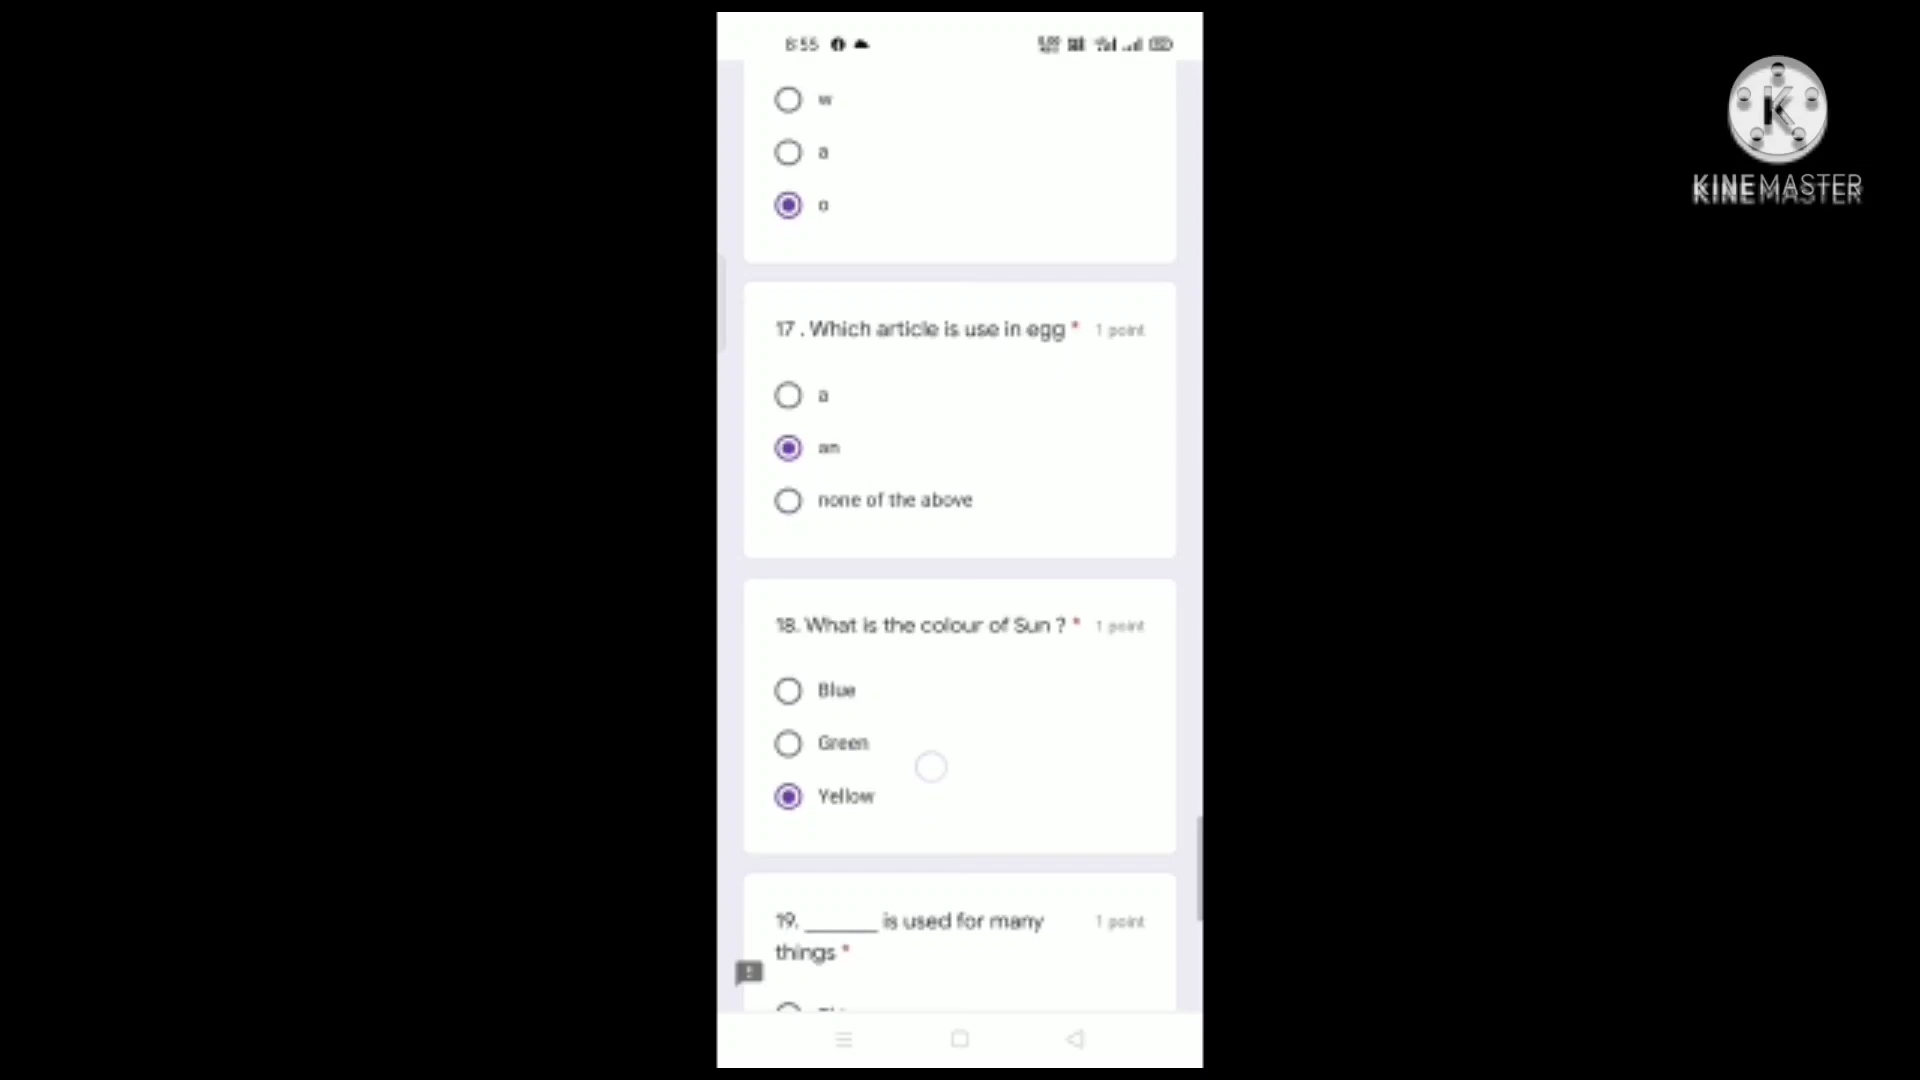 8:55
w
a
o
17 . Which article is use in egg * 1 point
a
an
none of the above
18. What is the colour of Sun ? * 1 point
Blue
Green
Yellow
19. _______ is used for many 1 point
things *
K
KINEMASTER